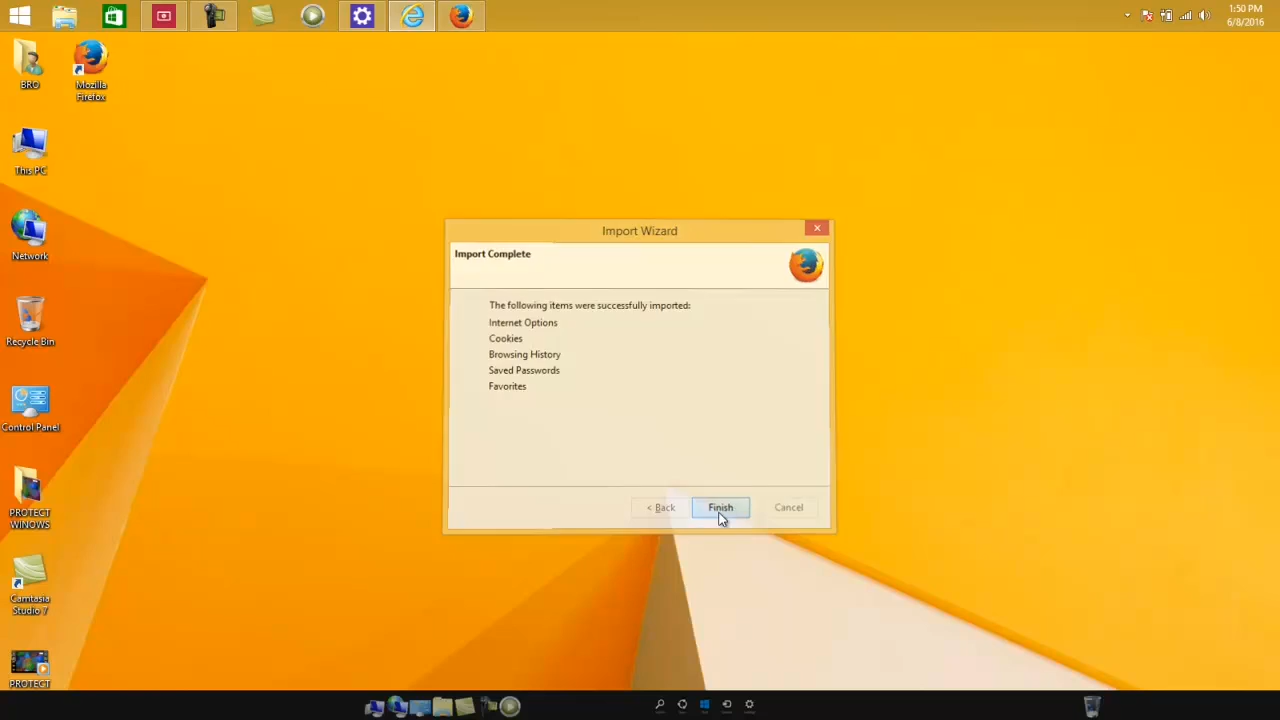 1:50 PM
6/8/2016
BRO
Mozilla
Firefox
This PC
Network
Recycle Bin
Control Panel
PROTECT
WINOWS
Camtasia
Studio 7
PROTECT
Import Wizard
Import Complete
The following items were successfully imported:
Internet Options
Cookies
Browsing History
Saved Passwords
Favorites
< Back
Finish
Cancel